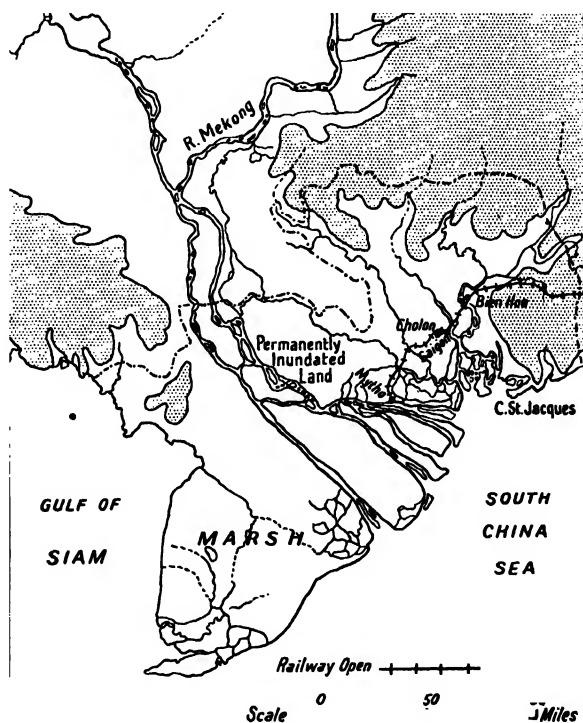 R. Mekong
Bien Hoa
Cholon
Saigon
Permanently
Inundated
Land
Mytho
C. St. Jacques
GULF OF
SIAM
MARSH
SOUTH
CHINA
SEA
Railway Open
Scale 0 50 Miles